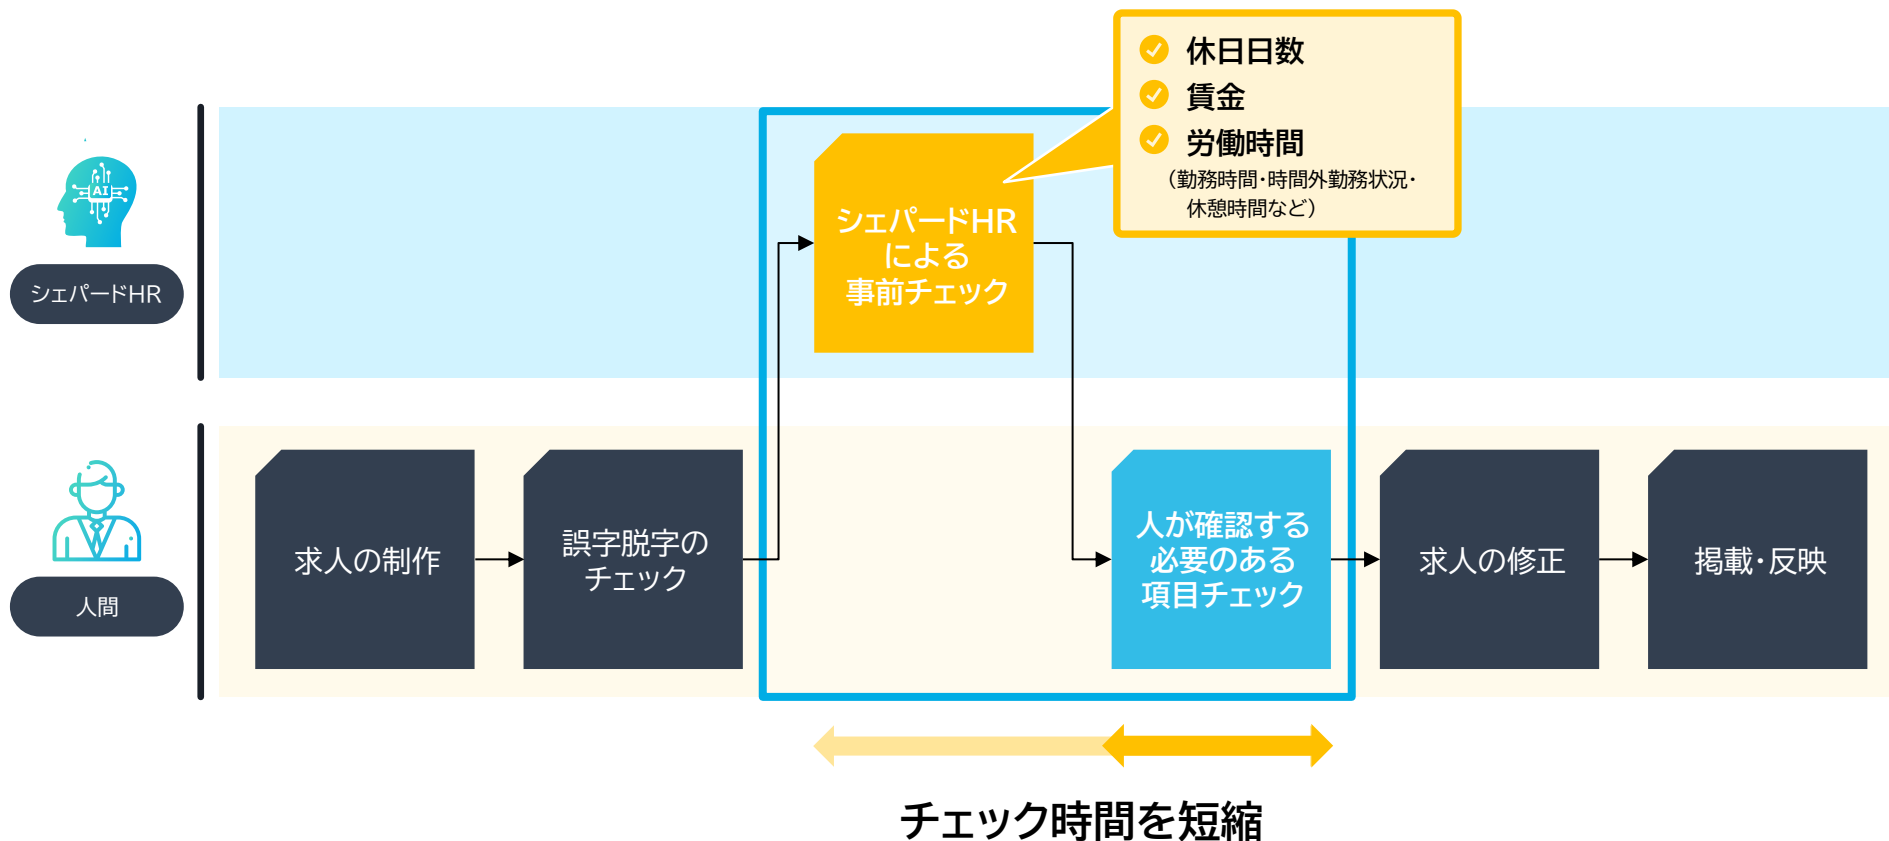 休日日数
賃金
労働時間
（勤務時間・時間外勤務状況・
休憩時間など）
AI
シェパードHR
シェパードHR
による
事前チェック
人間
求人の制作
誤字脱字の
チェック
人が確認する
必要のある
項目チェック
求人の修正
掲載・反映
チェック時間を短縮